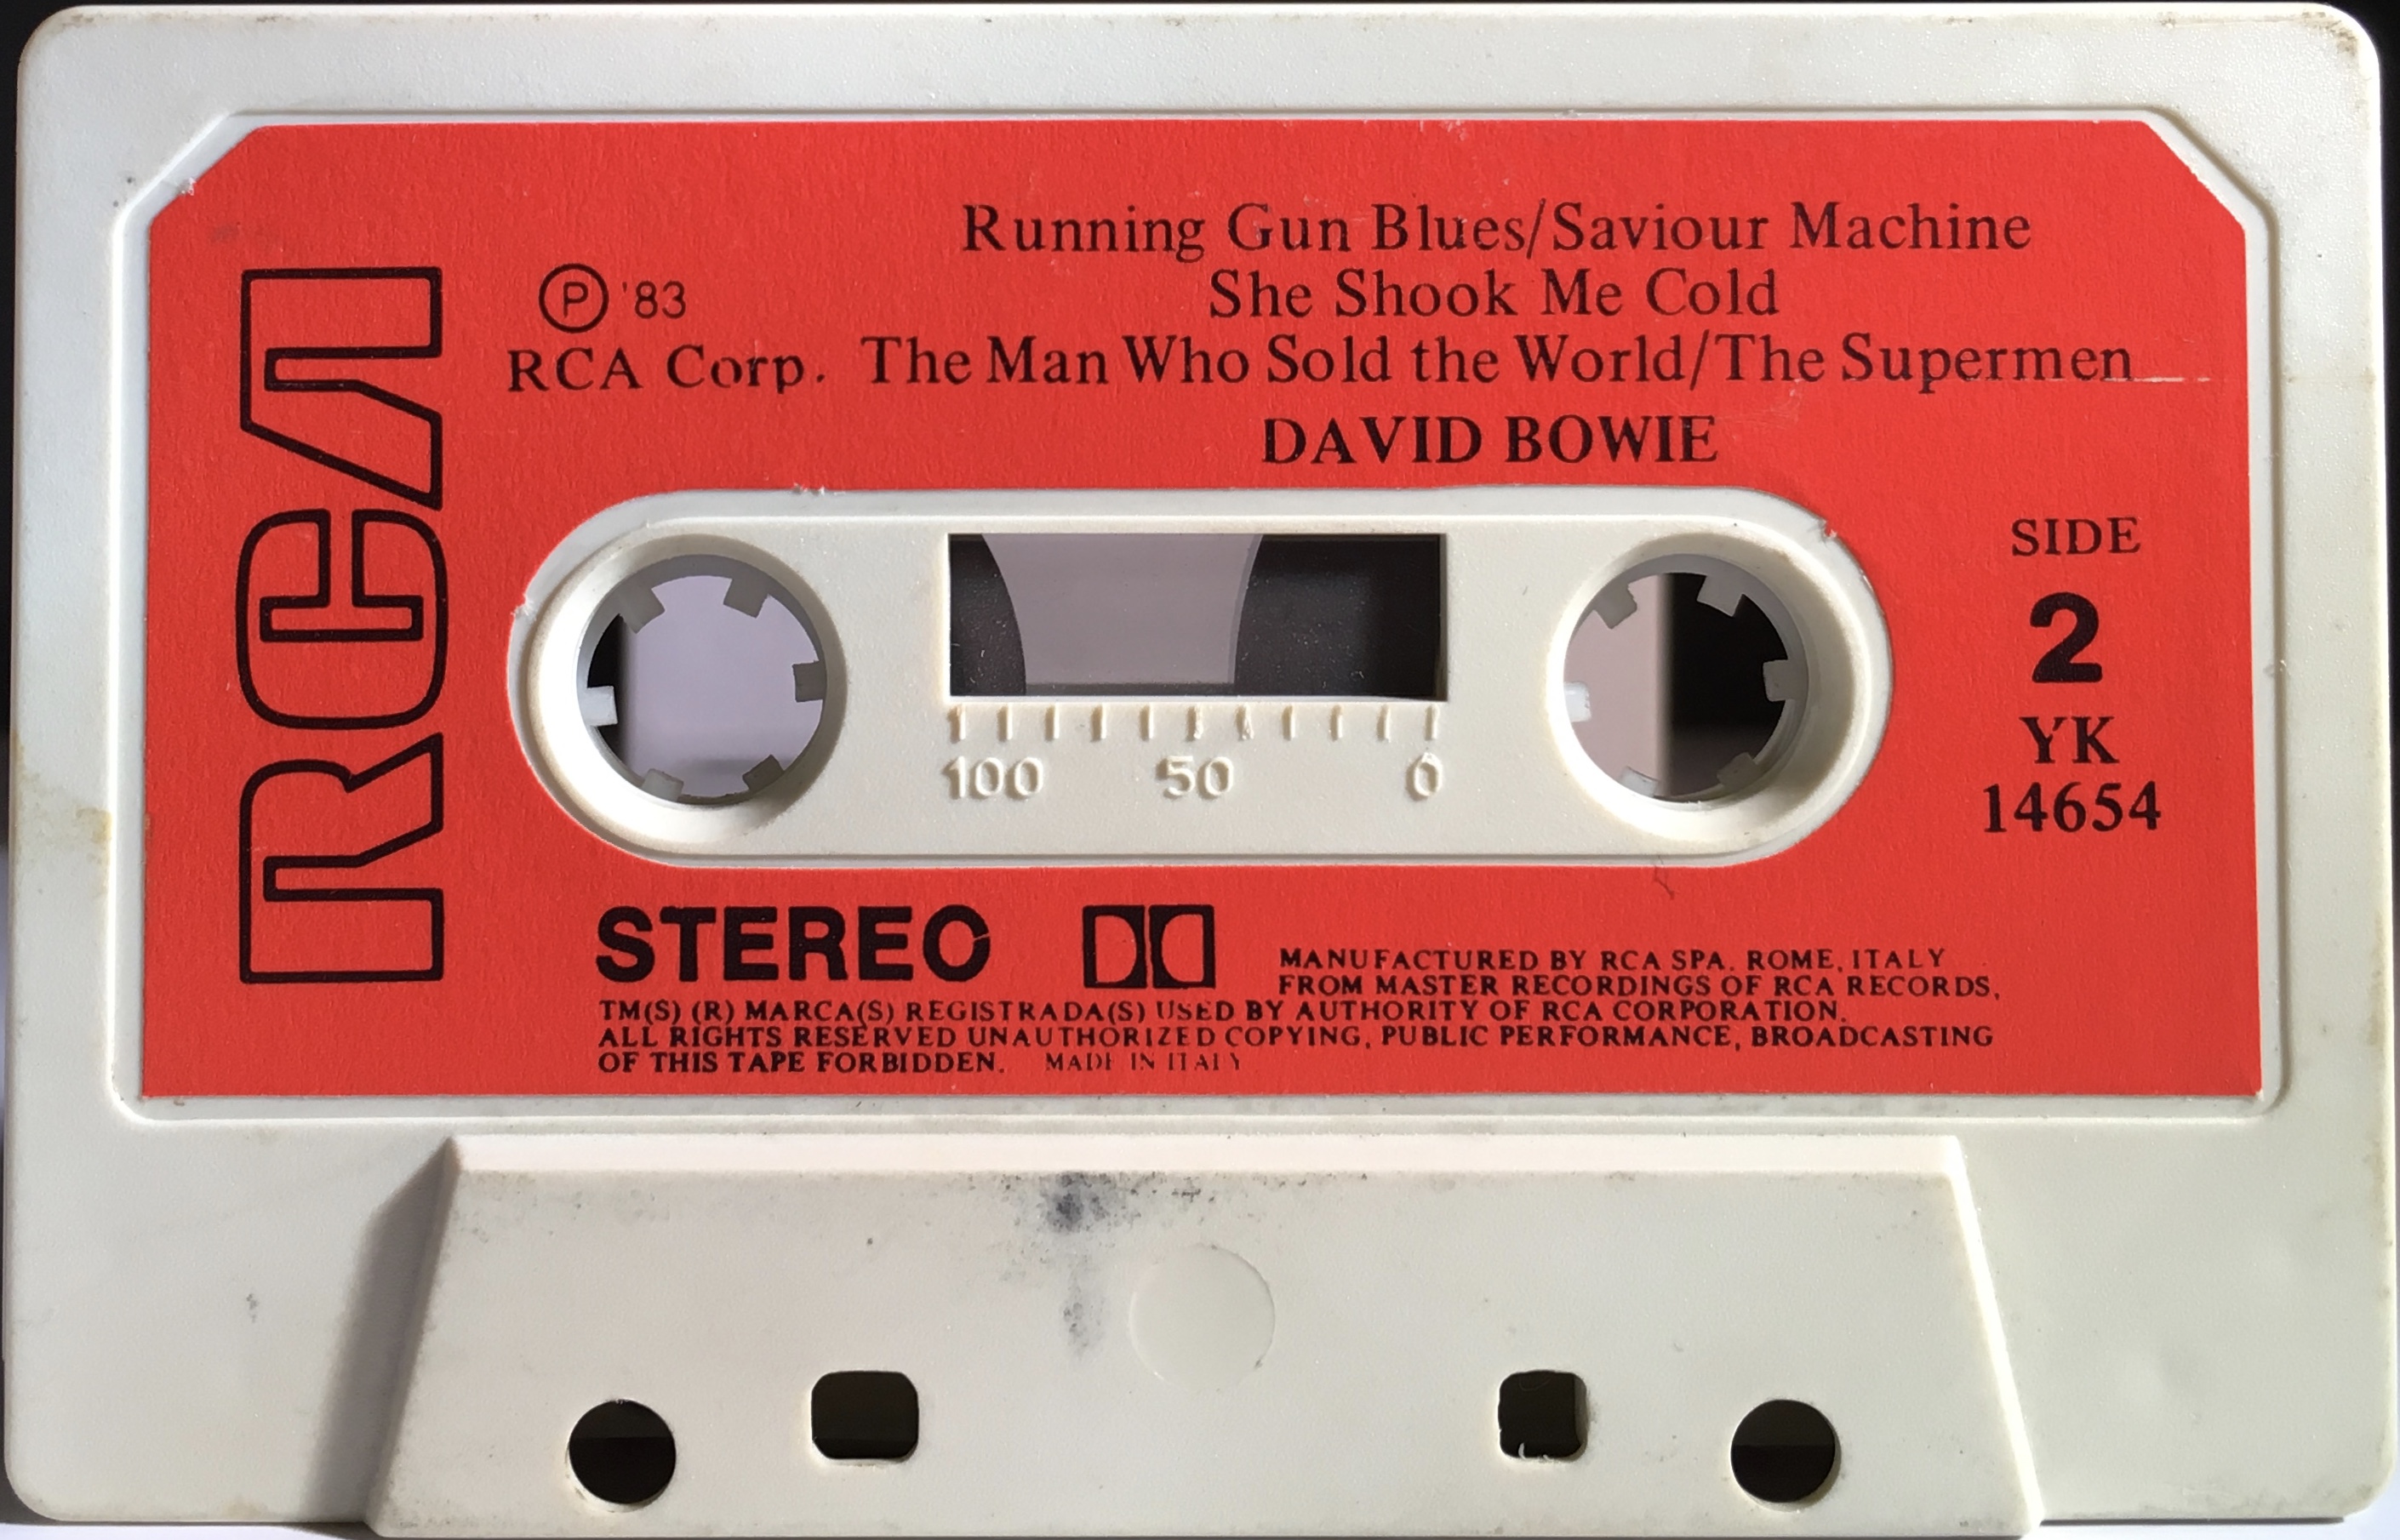 RCA
Running Gun Blues/Saviour Machine
She Shook Me Cold
The Man Who Sold the World/The Supermen
DAVID BOWIE
Ⓟ '83
RCA Corp.
SIDE
2
YK
14654
100 50 0
STEREO
MANUFACTURED BY RCA SPA. ROME, ITALY
FROM MASTER RECORDINGS OF RCA RECORDS,
TM(S) (R) MARCA(S) REGISTRADA(S) USED BY AUTHORITY OF RCA CORPORATION.
ALL RIGHTS RESERVED UNAUTHORIZED COPYING, PUBLIC PERFORMANCE, BROADCASTING
OF THIS TAPE FORBIDDEN. MADE IN ITALY